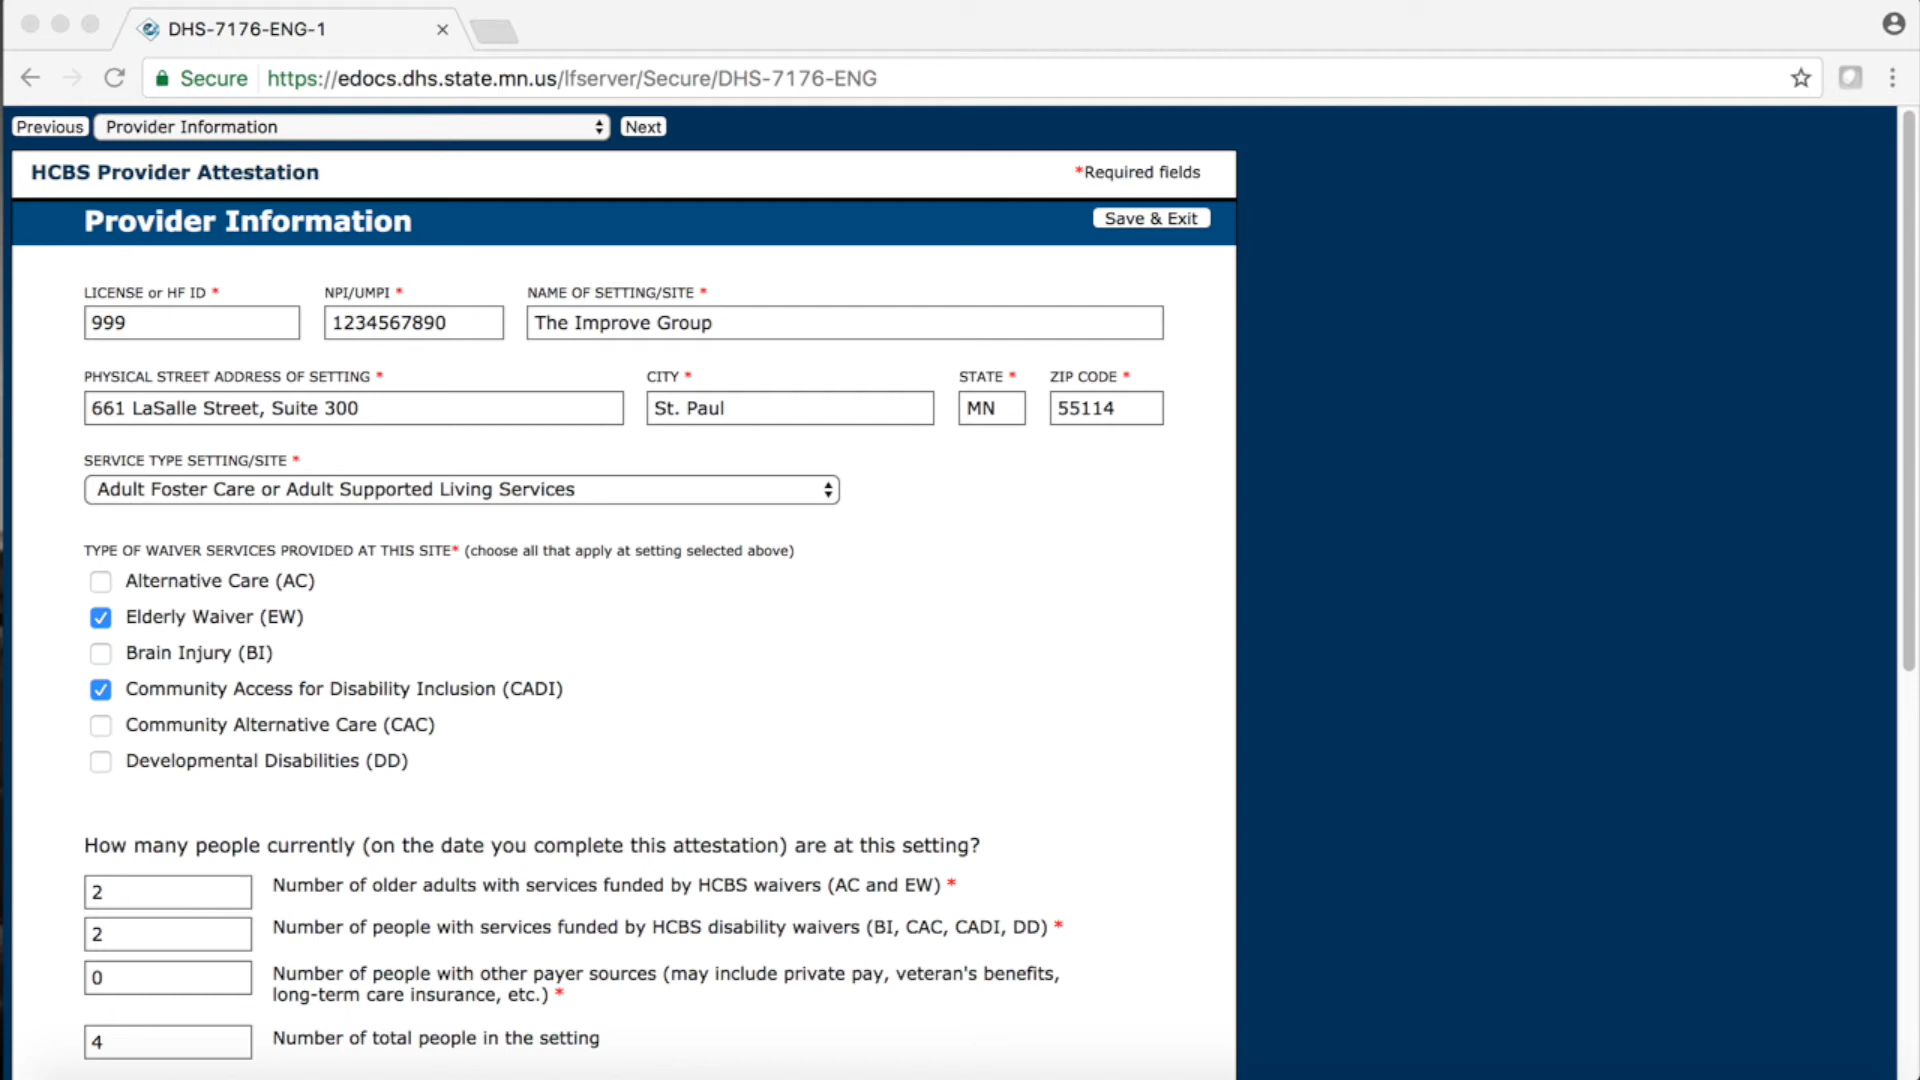 DHS-7176-ENG-1
Secure https://edocs.dhs.state.mn.us/lfserver/Secure/DHS-7176-ENG
Previous Provider Information Next
HCBS Provider Attestation *Required fields
Provider Information Save & Exit
LICENSE or HF ID * NPI/UMPI * NAME OF SETTING/SITE *
999 1234567890 The Improve Group
PHYSICAL STREET ADDRESS OF SETTING * CITY * STATE * ZIP CODE *
661 LaSalle Street, Suite 300 St. Paul MN 55114
SERVICE TYPE SETTING/SITE *
Adult Foster Care or Adult Supported Living Services
TYPE OF WAIVER SERVICES PROVIDED AT THIS SITE* (choose all that apply at setting selected above)
Alternative Care (AC)
Elderly Waiver (EW)
Brain Injury (BI)
Community Access for Disability Inclusion (CADI)
Community Alternative Care (CAC)
Developmental Disabilities (DD)
How many people currently (on the date you complete this attestation) are at this setting?
2 Number of older adults with services funded by HCBS waivers (AC and EW) *
2 Number of people with services funded by HCBS disability waivers (BI, CAC, CADI, DD) *
0 Number of people with other payer sources (may include private pay, veteran's benefits,
long-term care insurance, etc.) *
4 Number of total people in the setting